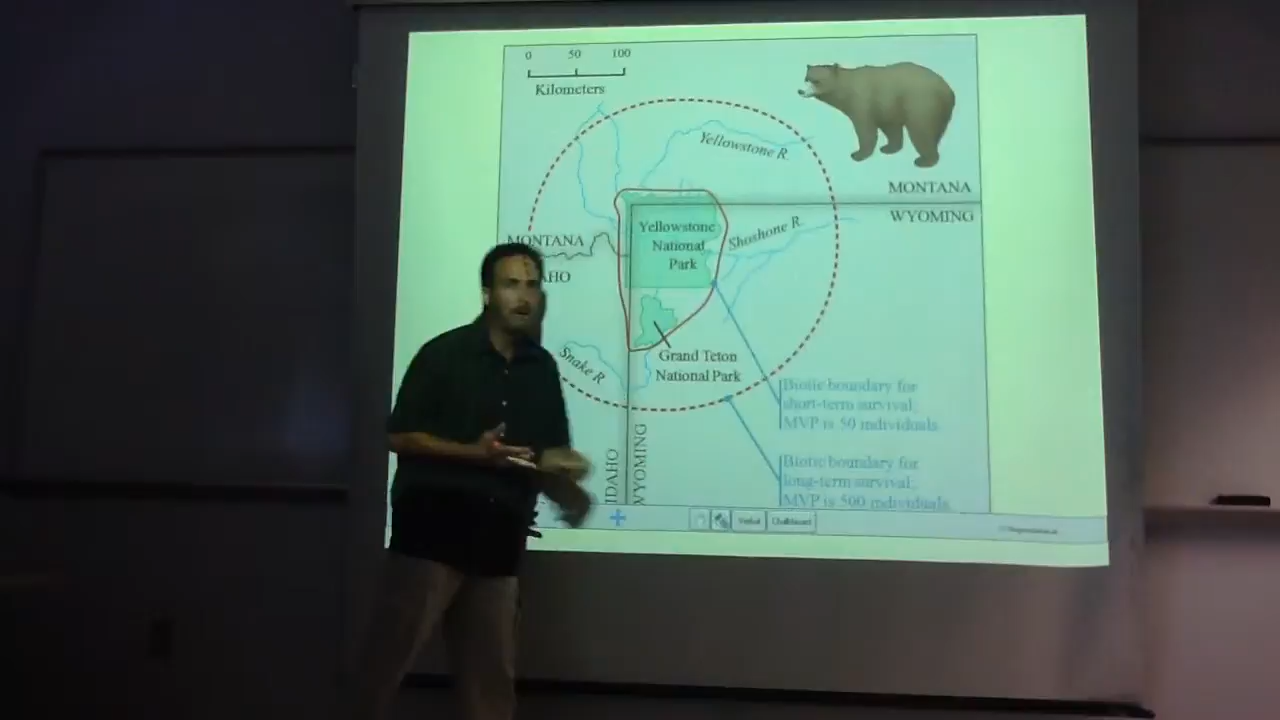 0 50 100
Kilometers
Yellowstone R.
MONTANA
WYOMING
Yellowstone
National
Park
Shoshone R.
MONTANA
AHO
Snake R
Grand Teton
National Park
Biotic boundary for
short-term survival;
MVP is 50 individuals.
Biotic boundary for
long-term survival;
MVP is 500 individuals.
IDAHO
WYOMING
Chalkboard